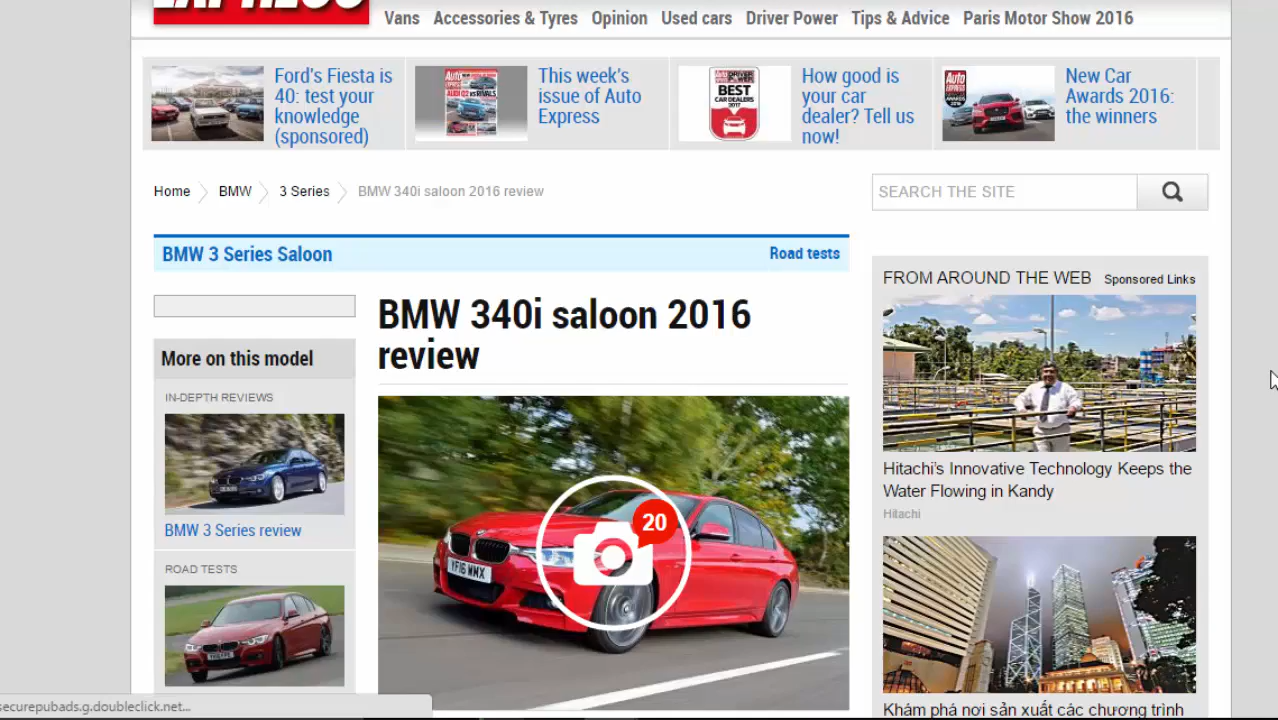 EXPRESS
Vans Accessories & Tyres Opinion Used cars Driver Power Tips & Advice Paris Motor Show 2016
Ford's Fiesta is
40: test your
knowledge
(sponsored)
This week's
issue of Auto
Express
How good is
your car
dealer? Tell us
now!
New Car
Awards 2016:
the winners
Home BMW 3 Series BMW 340i saloon 2016 review
SEARCH THE SITE
BMW 3 Series Saloon Road tests
BMW 340i saloon 2016
review
More on this model
IN-DEPTH REVIEWS
BMW 3 Series review
ROAD TESTS
20
YF16 WMX
FROM AROUND THE WEB Sponsored Links
Hitachi's Innovative Technology Keeps the
Water Flowing in Kandy
Hitachi
Khám phá nơi sản xuất các chương trình
securepubads.g.doubleclick.net...
BEST
CAR DEALERS
2017
Auto